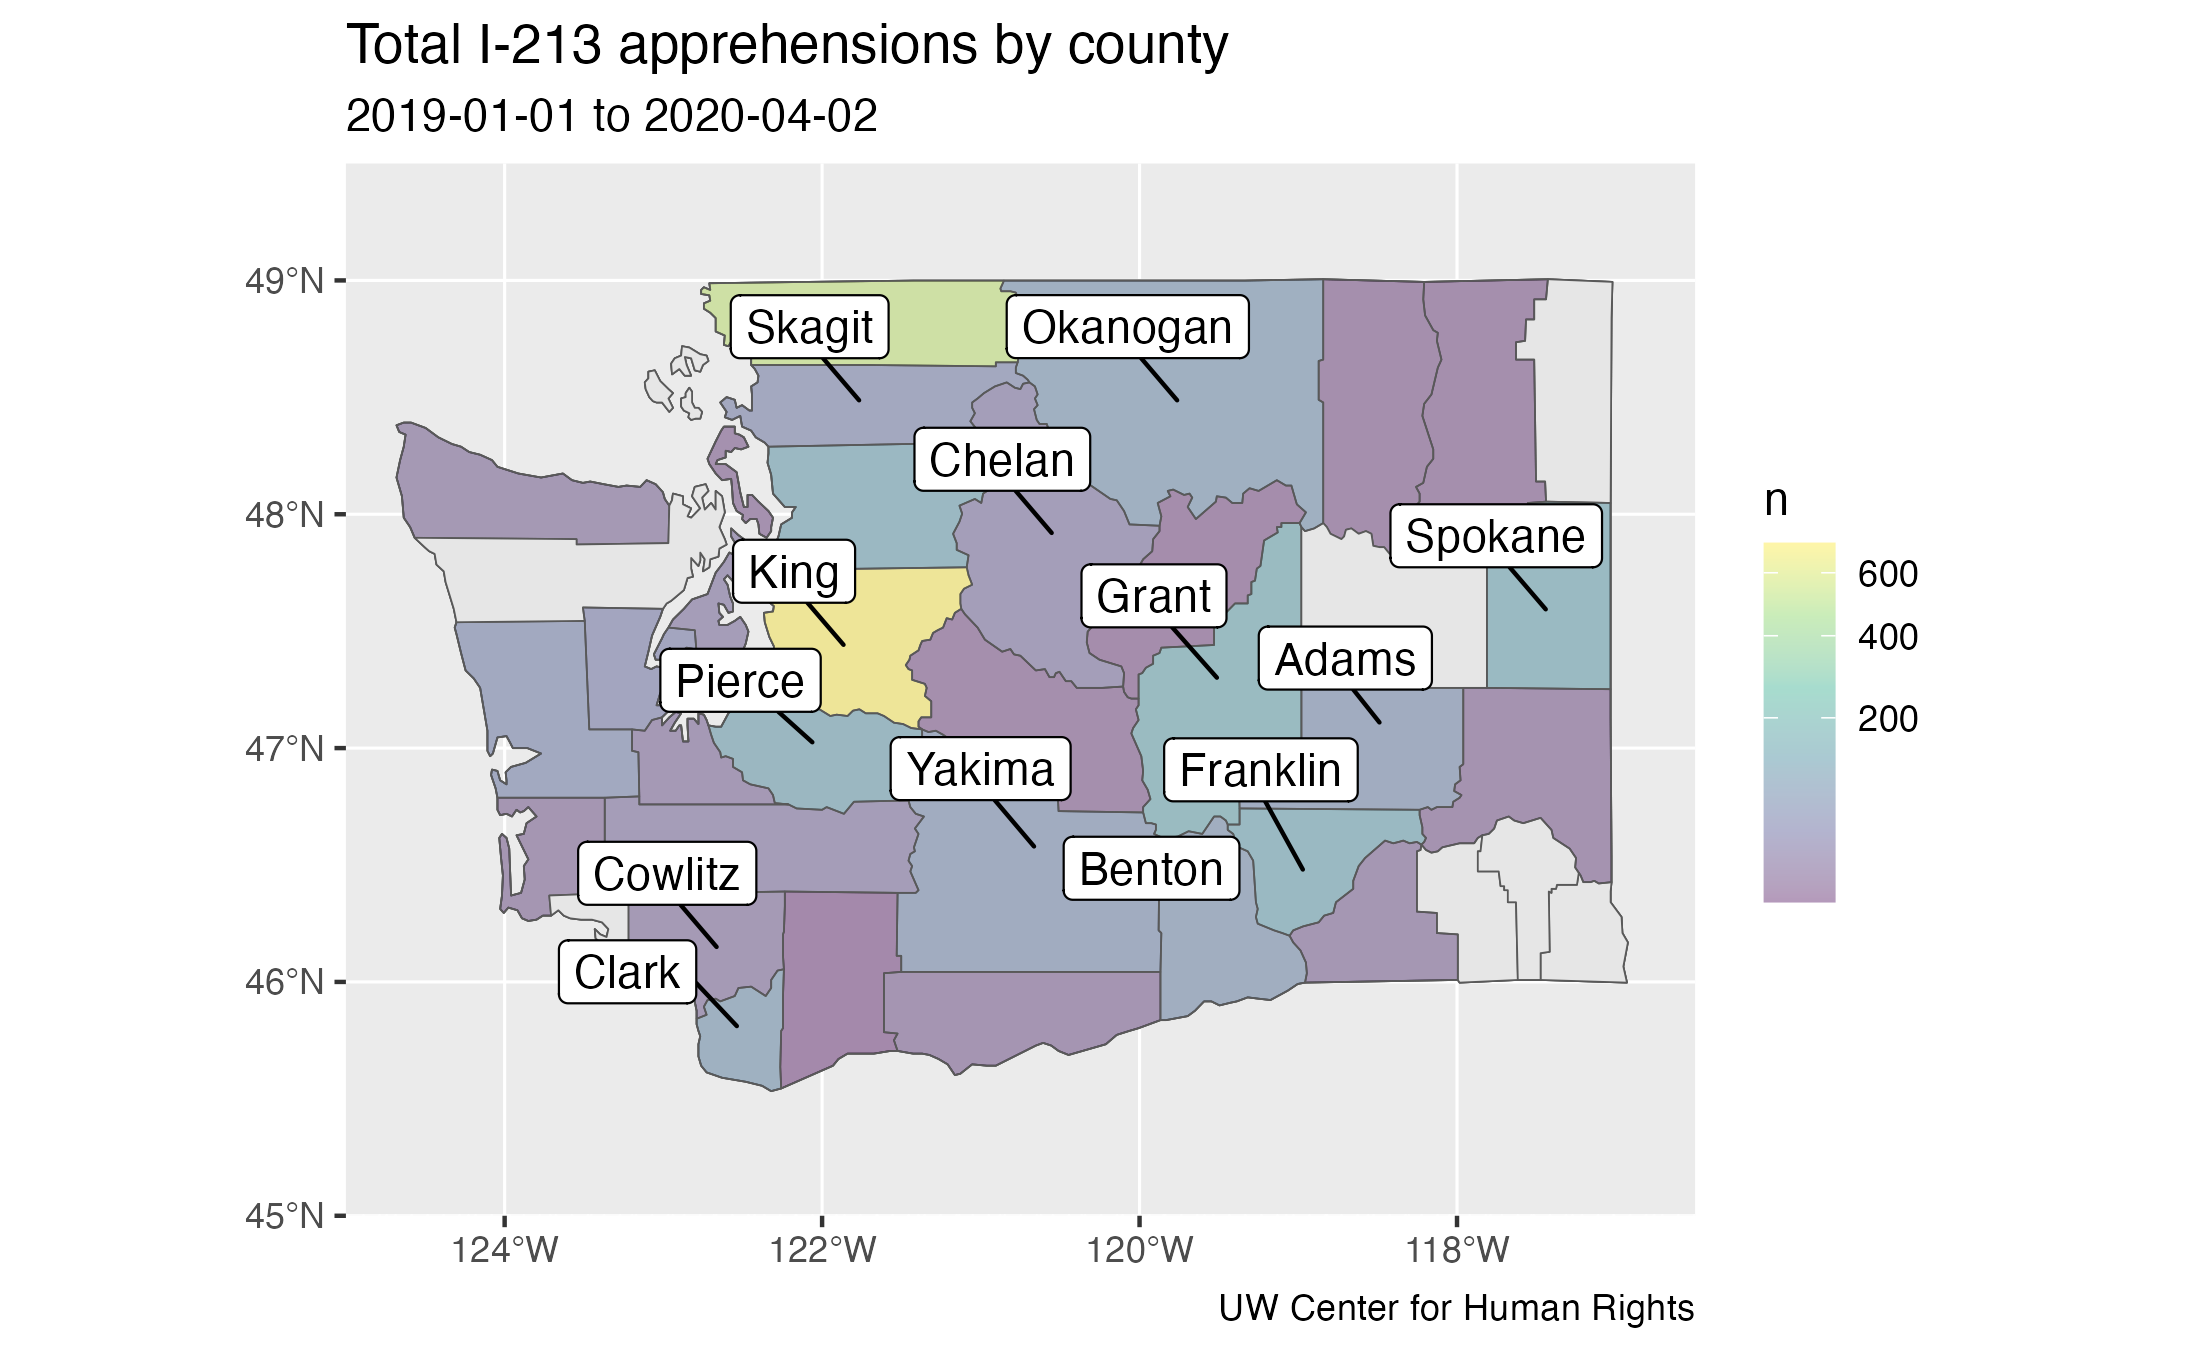 Total I-213 apprehensions by county
2019-01-01 to 2020-04-02
49°N
48°N
47°N
46°N
45°N
124°W
122°W
120°W
118°W
Skagit
Okanogan
Chelan
Spokane
King
Grant
Adams
Pierce
Yakima
Franklin
Cowlitz
Benton
Clark
n
600
400
200
UW Center for Human Rights